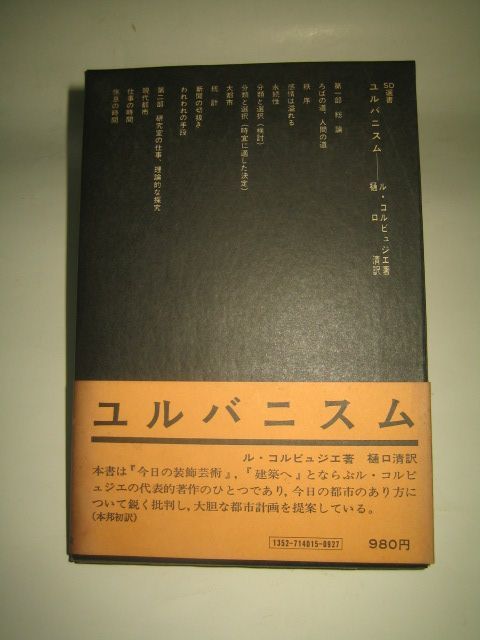 SD選書
ユルバニスム――ル・コルビュジエ著
樋口清訳
第一部 総論
ろばの道 人間の道
秩序
感情は溢れる
永続性
分類と選択（検討）
分類と選択（時宜に適した決定）
大都市
統計
新聞の切抜き
われわれの手段
第二部 研究室の仕事、理論的な探究
現代都市
仕事の時間
休息の時間
ユルバニスム
ル・コルビュジエ著 樋口清訳
本書は『今日の装飾芸術』,『建築へ』とならぶル・コルビ
ュジエの代表的著作のひとつであり, 今日の都市のあり方に
ついて鋭く批判し, 大胆な都市計画を提案している。
(本邦初訳)
1352-714015-0927
980円